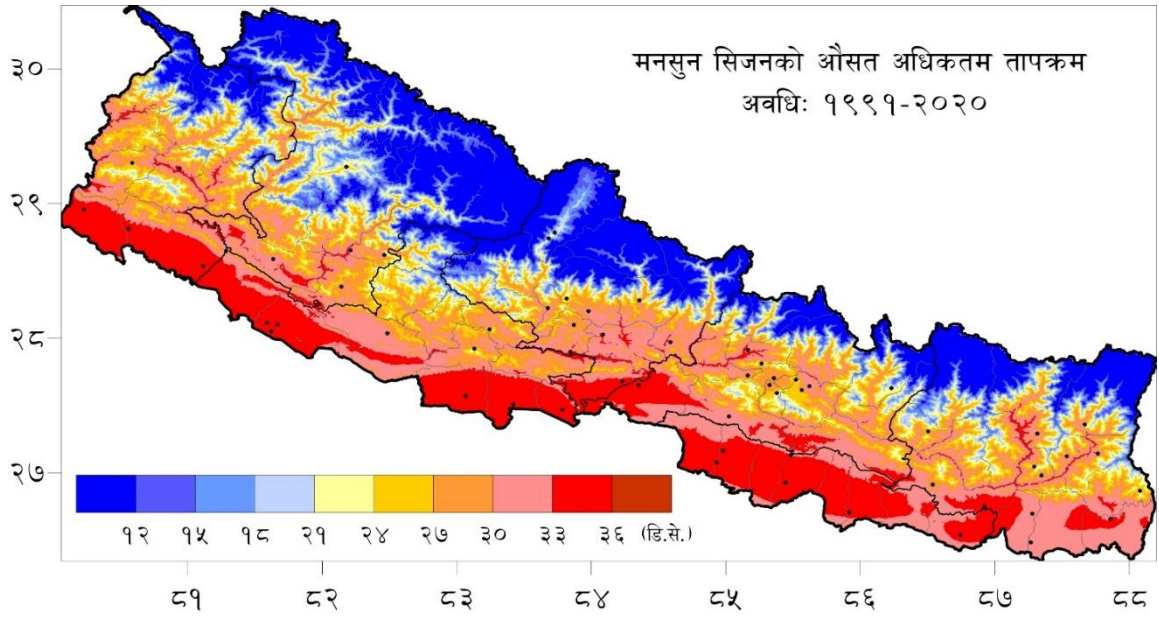 मनसुन सिजनको औसत अधिकतम तापक्रम
अवधिः १९९१-२०२०
३०
२९
२८
२७
१२ १५ १८ २१ २४ २७ ३० ३३ ३६ (डि.से.)
८१ ८२ ८३ ८४ ८५ ८६ ८७ ८८